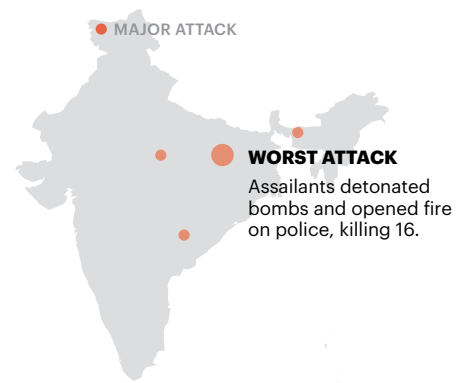 MAJOR ATTACK
WORST ATTACK
Assailants detonated
bombs and opened fire
on police, killing 16.